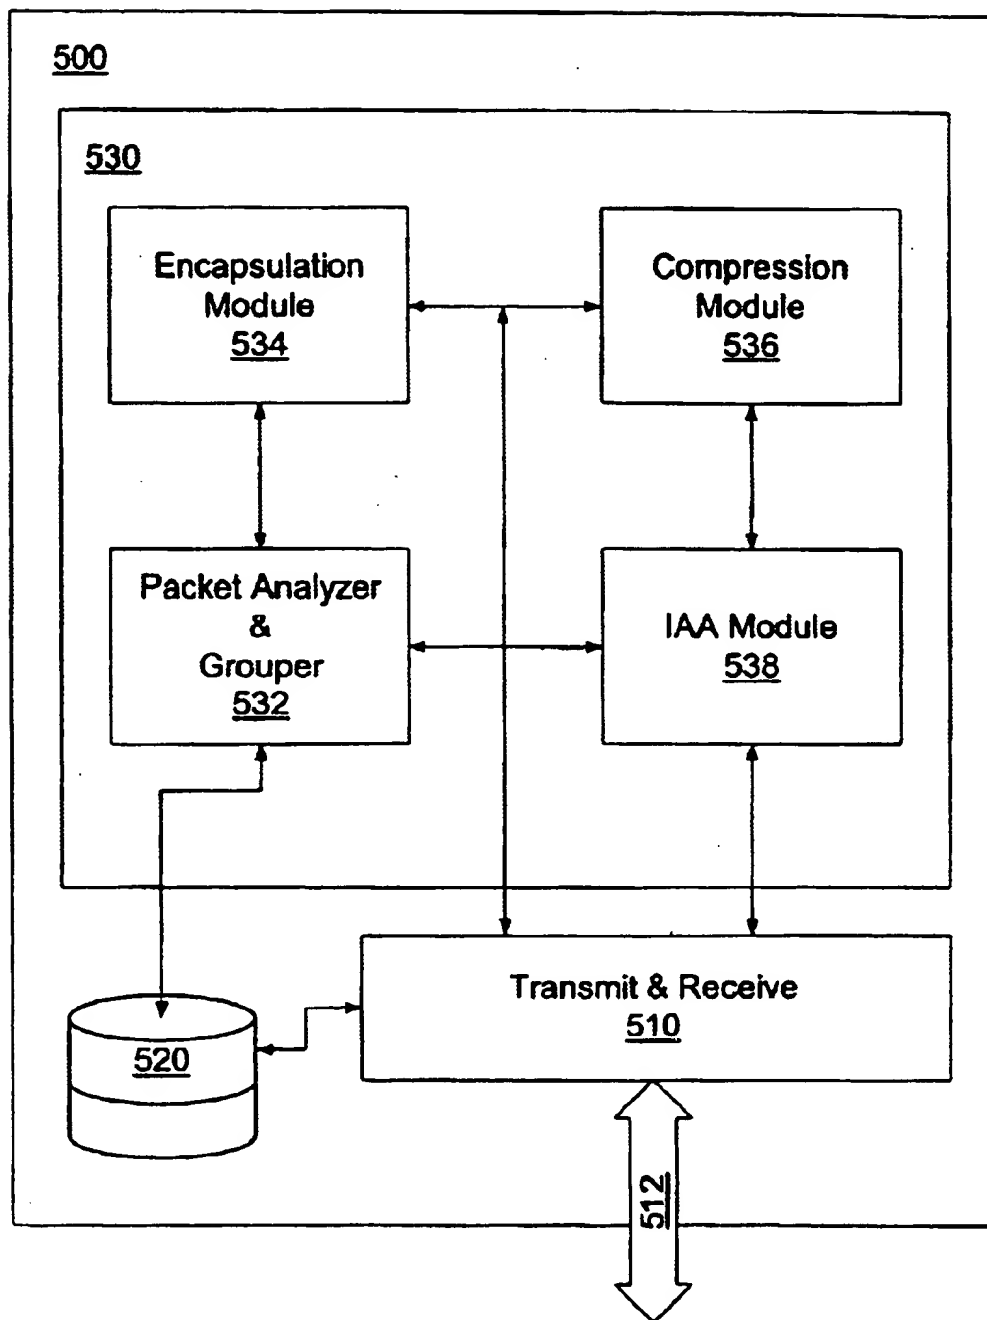 500
530
Encapsulation
Module
534
Compression
Module
536
Packet Analyzer
&
Grouper
532
IAA Module
538
Transmit & Receive
510
520
512